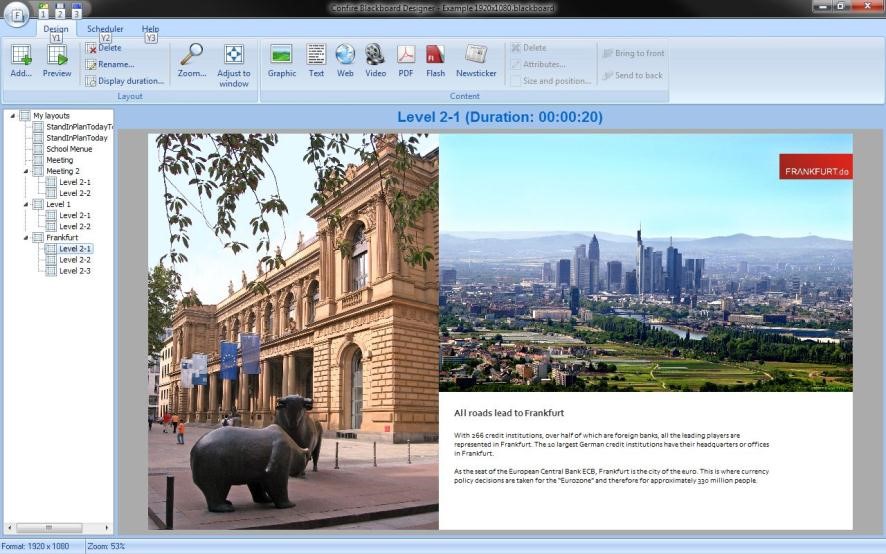 Confire Blackboard Designer - Example 1920x1080.blackboard
F
1 2 3
Design Scheduler Help
Y1 Y2 Y3
Add... Preview
Delete
Rename...
Display duration...
Zoom... Adjust to window
Layout
Graphic Text Web Video PDF Flash Newsticker
Delete
Attributes...
Size and position...
Bring to front
Send to back
Content
My layouts
StandInPlanTodayT
StandInPlanToday
School Menue
Meeting
Meeting 2
Level 2-1
Level 2-2
Level 1
Level 2-1
Level 2-2
Frankfurt
Level 2-1
Level 2-2
Level 2-3
Level 2-1 (Duration: 00:00:20)
FRANKFURT.de
All roads lead to Frankfurt
With 266 credit institutions, over half of which are foreign banks, all the leading players are
represented in Frankfurt. The 10 largest German credit institutions have their headquarters or offices
in Frankfurt.
As the seat of the European Central Bank ECB, Frankfurt is the city of the euro. This is where currency
policy decisions are taken for the "Eurozone" and therefore for approximately 330 million people.
Format: 1920 x 1080 Zoom: 53%